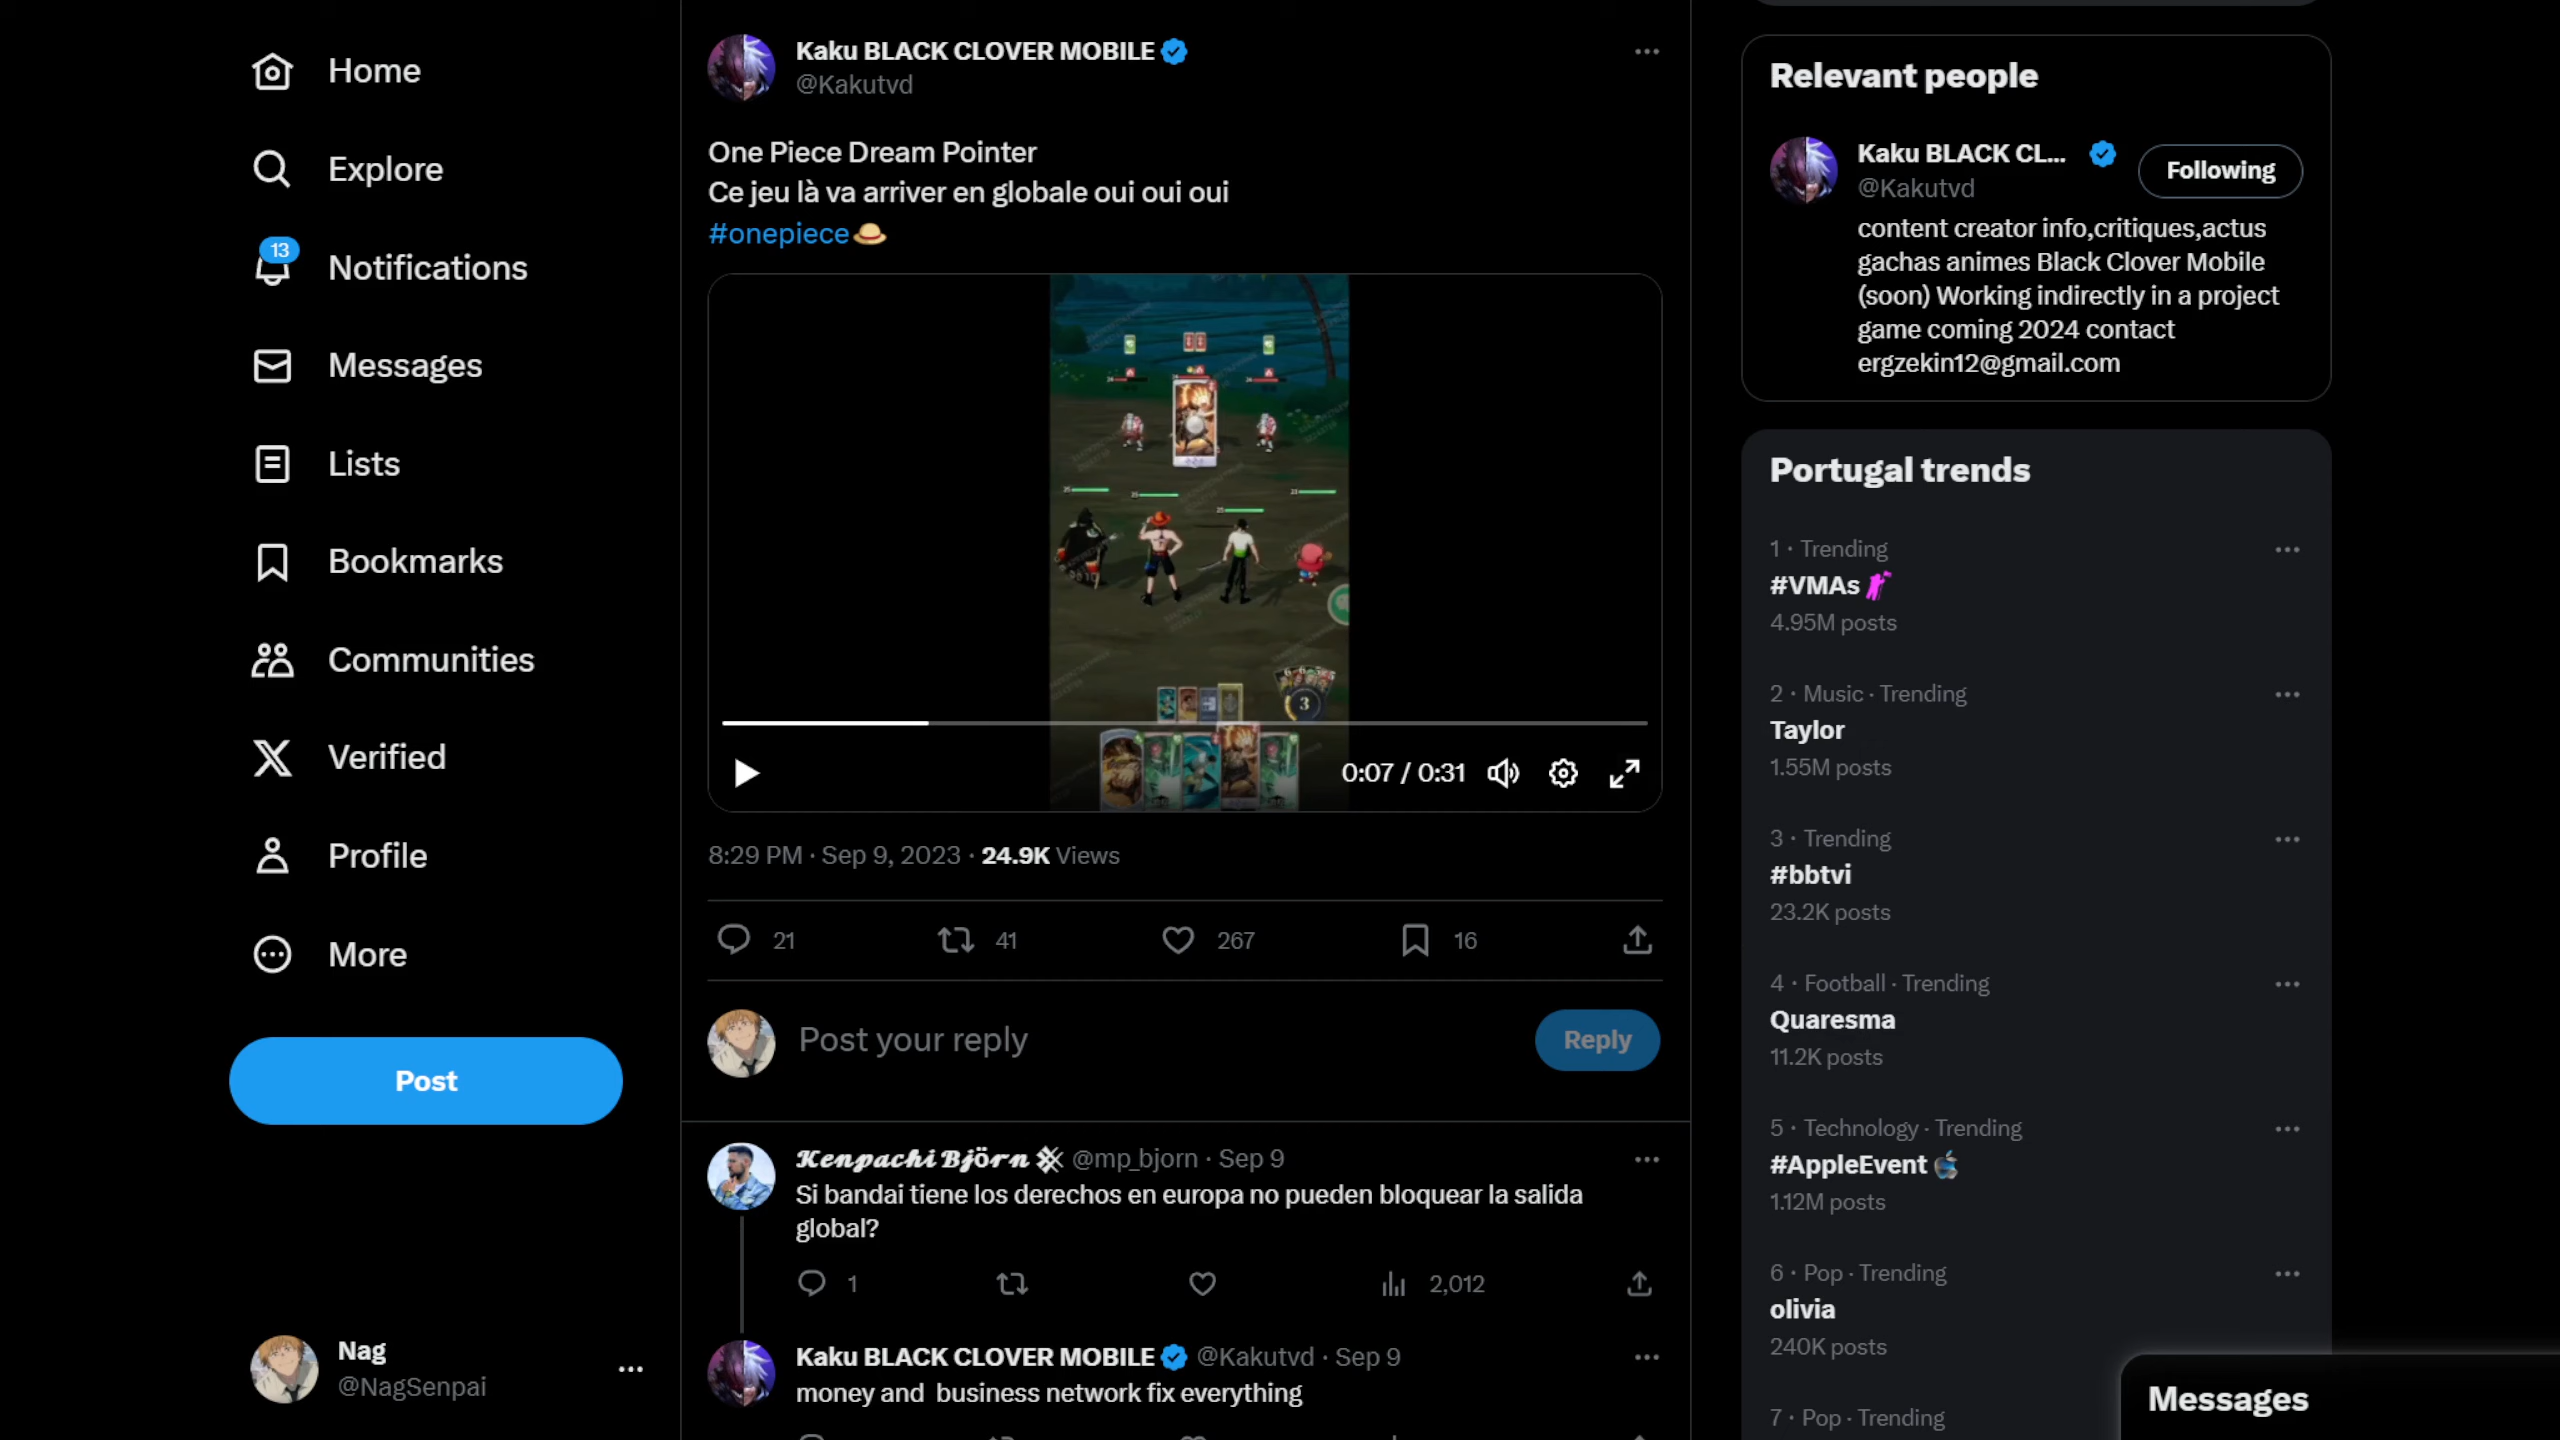 Home
Explore
13
Notifications
Messages
Lists
Bookmarks
Communities
Verified
Profile
More
Post
Nag
@NagSenpai
Kaku BLACK CLOVER MOBILE
@Kakutvd
One Piece Dream Pointer
Ce jeu là va arriver en globale oui oui oui
#onepiece
3
0:07 / 0:31
8:29 PM · Sep 9, 2023 · 24.9K Views
21
41
267
16
Post your reply
Reply
Kenpachi Björn @mp_bjorn · Sep 9
Si bandai tiene los derechos en europa no pueden bloquear la salida
global?
1
2,012
Kaku BLACK CLOVER MOBILE @Kakutvd · Sep 9
money and business network fix everything
Relevant people
Kaku BLACK CL...
@Kakutvd
Following
content creator info,critiques,actus
gachas animes Black Clover Mobile
(soon) Working indirectly in a project
game coming 2024 contact
ergzekin12@gmail.com
Portugal trends
1 · Trending
#VMAs
4.95M posts
2 · Music · Trending
Taylor
1.55M posts
3 · Trending
#bbtvi
23.2K posts
4 · Football · Trending
Quaresma
11.2K posts
5 · Technology · Trending
#AppleEvent
1.12M posts
6 · Pop · Trending
olivia
240K posts
7 · Pop · Trending
Messages